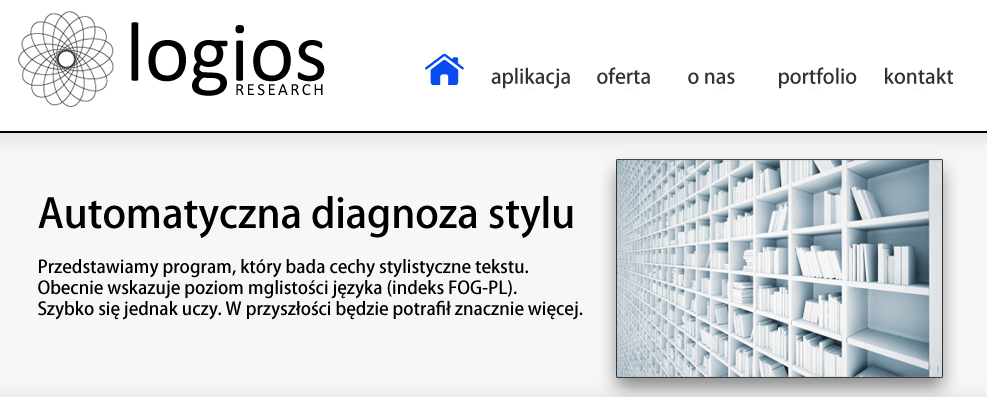 logios
RESEARCH
aplikacja oferta o nas portfolio kontakt
Automatyczna diagnoza stylu
Przedstawiamy program, który bada cechy stylistyczne tekstu.
Obecnie wskazuje poziom mglistości języka (indeks FOG-PL).
Szybko się jednak uczy. W przyszłości będzie potrafił znacznie więcej.